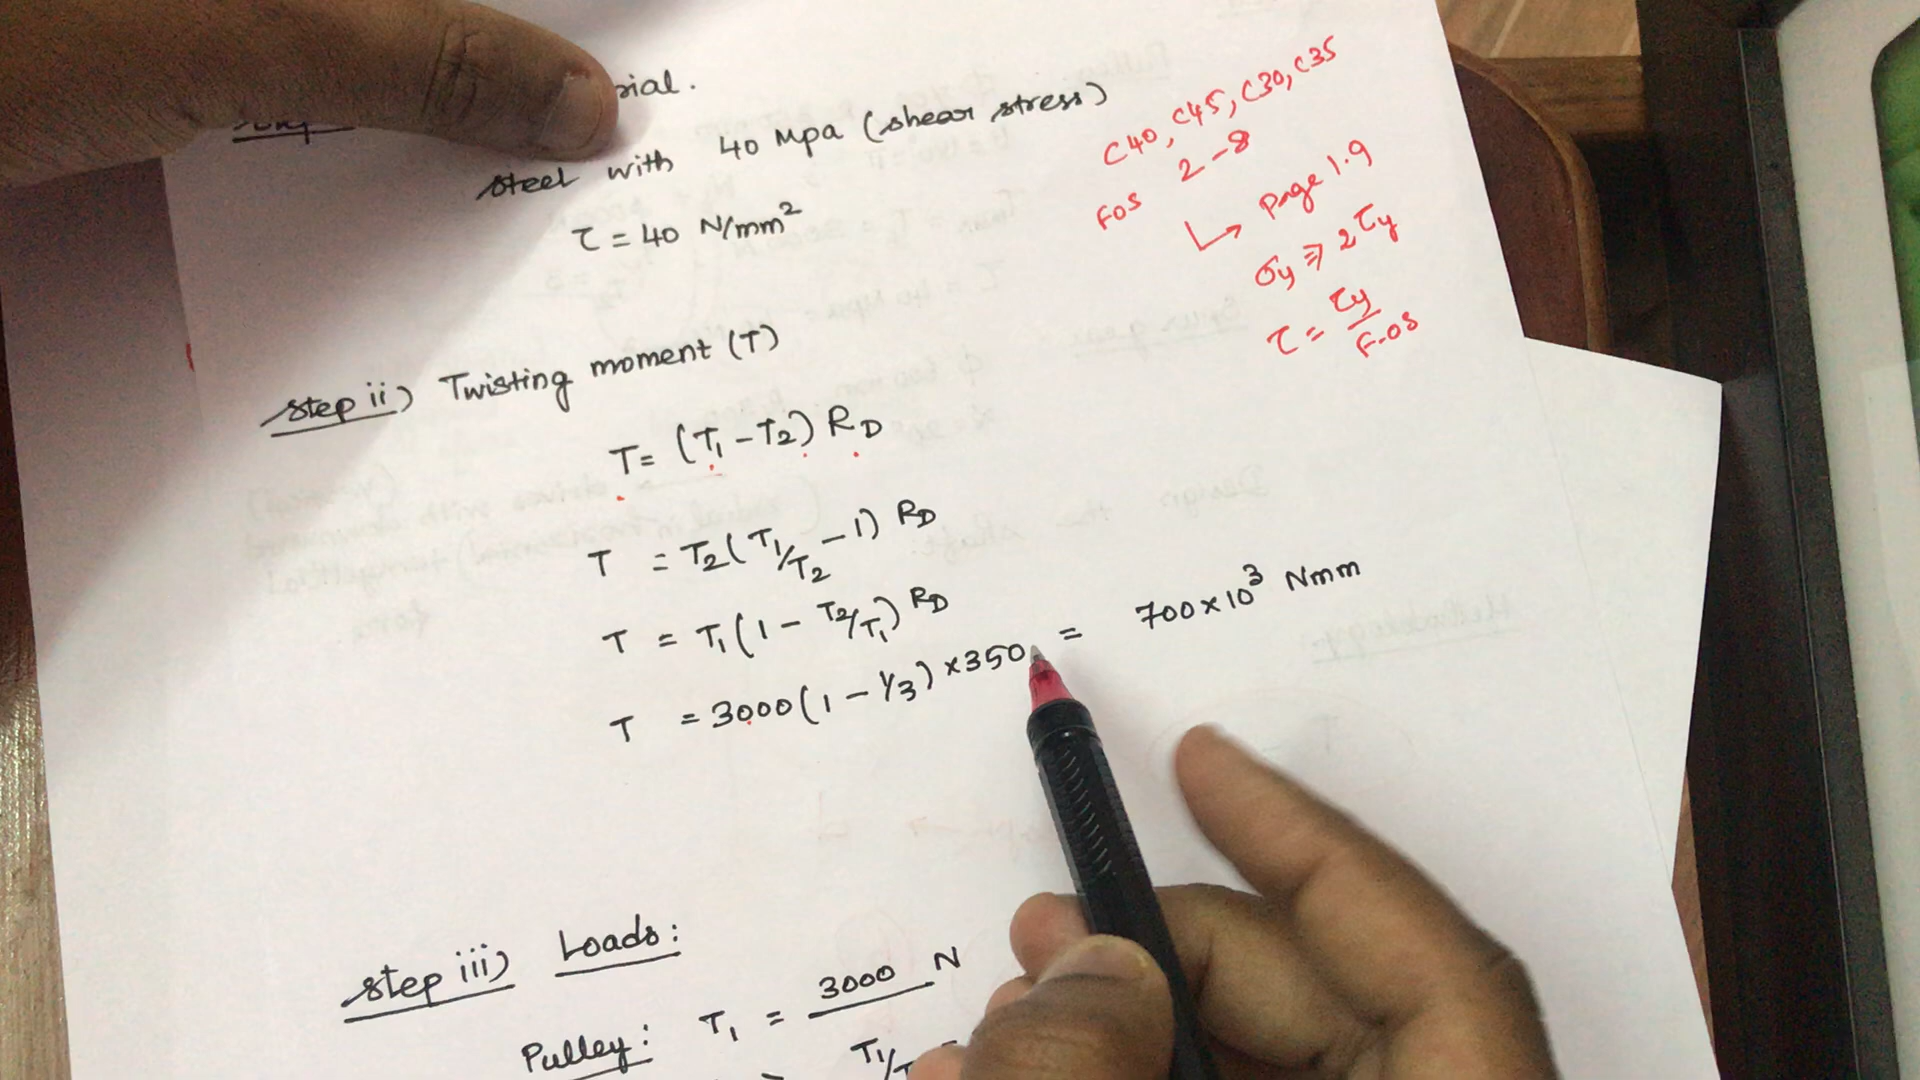 steel with 40 Mpa (shear stress)
τ = 40 N/mm²
C40, C45, C30, C35
FOS 2-8
↳ page 1.9
σy ⩾ 2τy
τ = τy/F.OS
step ii) Twisting moment (T)
T = (T₁ - T₂) RD
T = T₂ (T₁/T₂ - 1) RD
T = T₁ (1 - T₂/T₁) RD
T = 3000 (1 - 1/3) × 350 = 700 × 10³ Nmm
step iii) Loads:
Pulley: T₁ = 3000 N